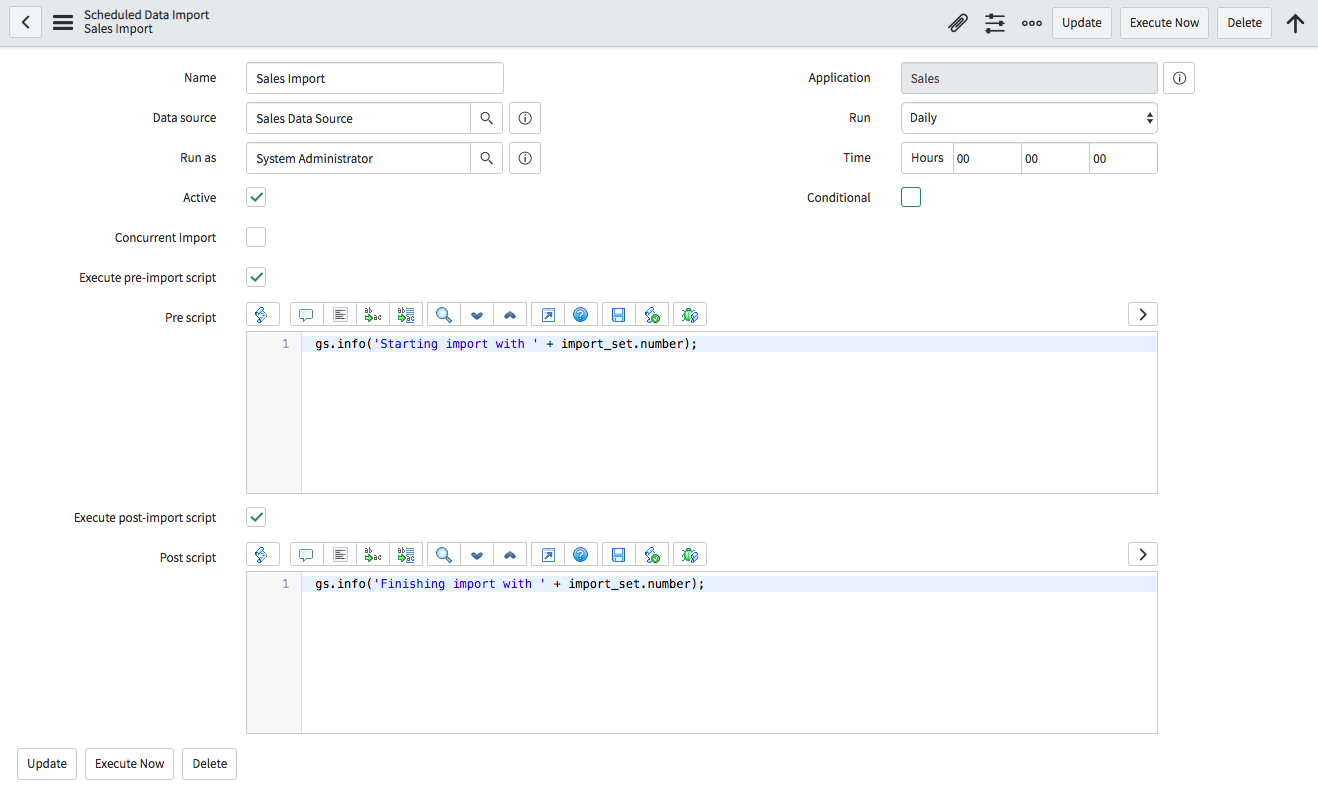 Scheduled Data Import
Sales Import
Update
Execute Now
Delete
Name
Sales Import
Application
Sales
Data source
Sales Data Source
Run
Daily
Run as
System Administrator
Time
Hours 00 00 00
Active
Conditional
Concurrent Import
Execute pre-import script
Pre script
1 gs.info('Starting import with ' + import_set.number);
Execute post-import script
Post script
1 gs.info('Finishing import with ' + import_set.number);
Update
Execute Now
Delete